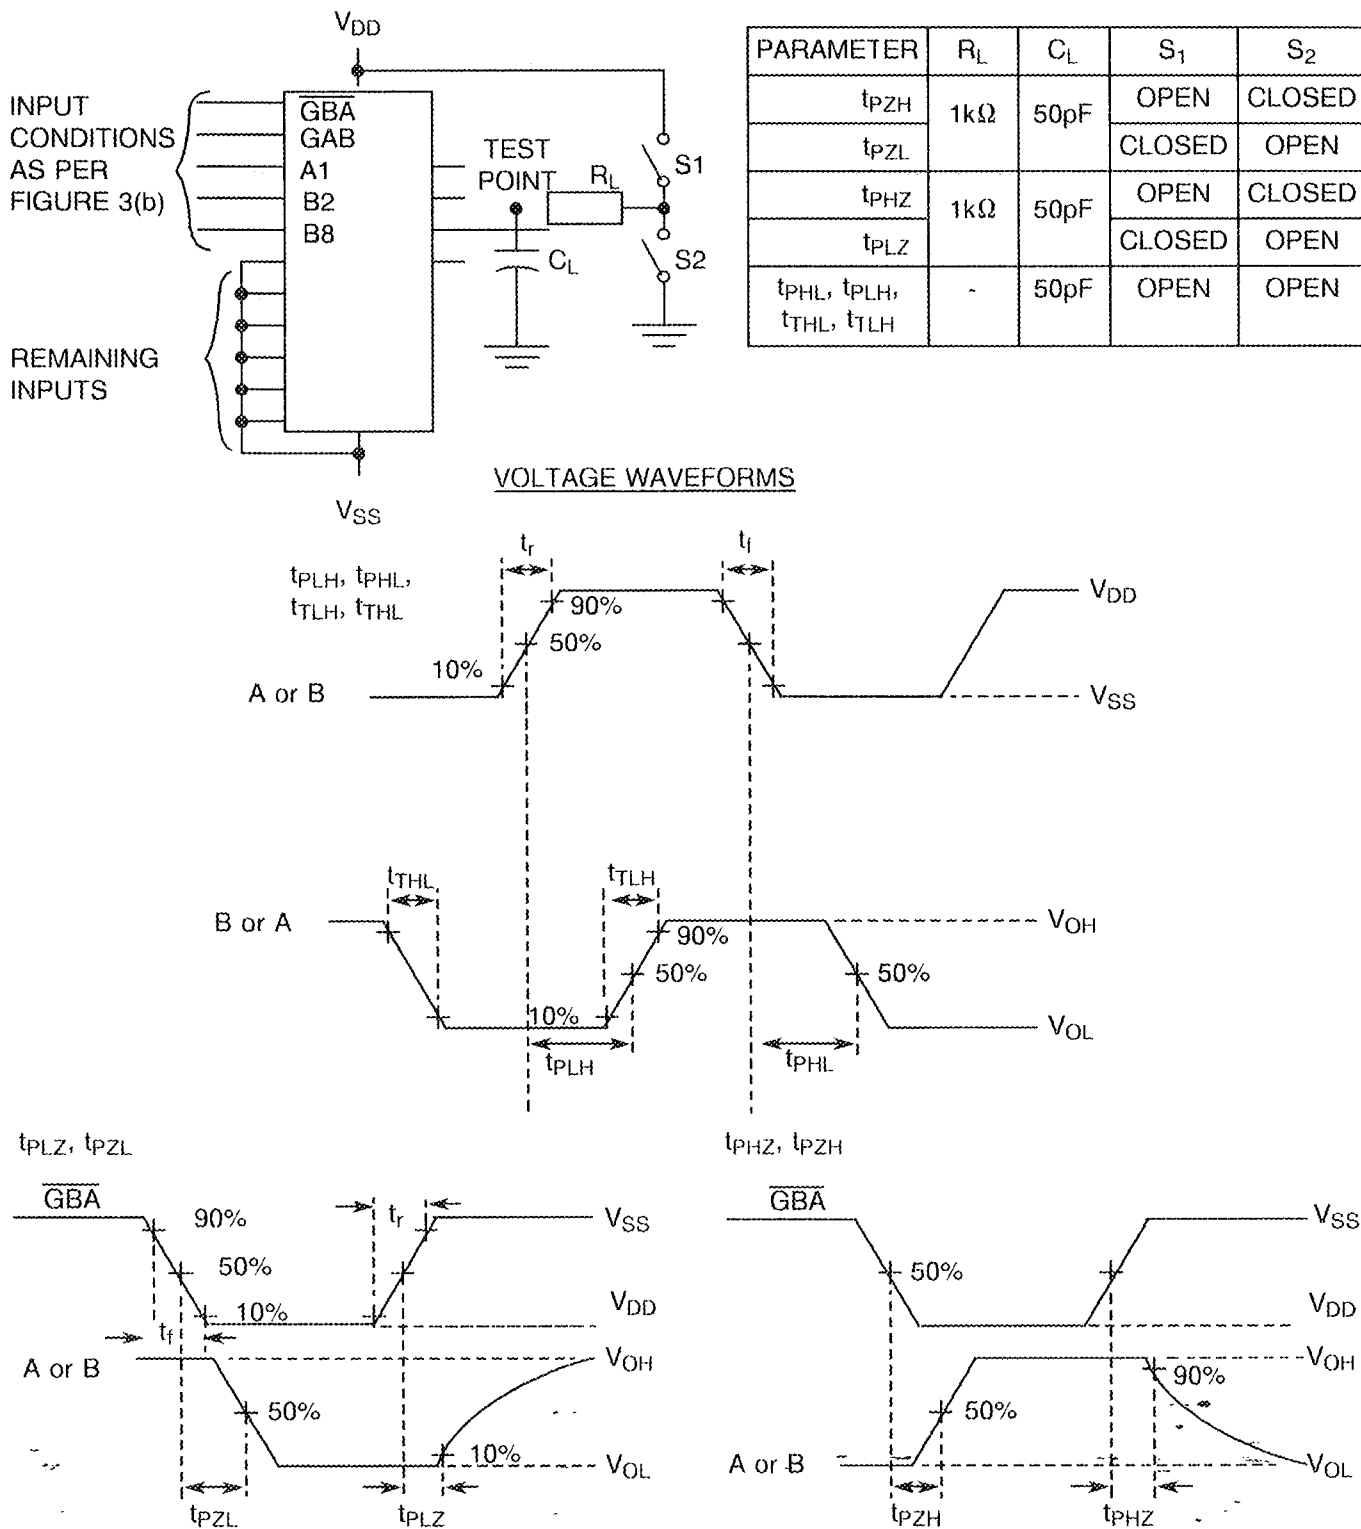 VDD
INPUT
CONDITIONS
AS PER
FIGURE 3(b)
GBA
GAB
A1
B2
B8
TEST
POINT
RL
CL
S1
S2
REMAINING
INPUTS
VSS
PARAMETER RL CL S1 S2
tPZH 1kΩ 50pF OPEN CLOSED
tPZL CLOSED OPEN
tPHZ 1kΩ 50pF OPEN CLOSED
tPLZ CLOSED OPEN
tPHL, tPLH, - 50pF OPEN OPEN
tTHL, tTLH
VOLTAGE WAVEFORMS
tPLH, tPHL,
tTLH, tTHL
tr
tf
90%
50%
10%
A or B
VDD
VSS
tTHL
tTLH
B or A
90%
50%
10%
50%
VOH
VOL
tPLH
tPHL
tPLZ, tPZL
GBA
90%
50%
10%
tf
tr
VSS
VDD
A or B
50%
10%
VOH
VOL
tPZL
tPLZ
tPHZ, tPZH
GBA
50%
VSS
VDD
A or B
50%
90%
VOH
VOL
tPZH
tPHZ